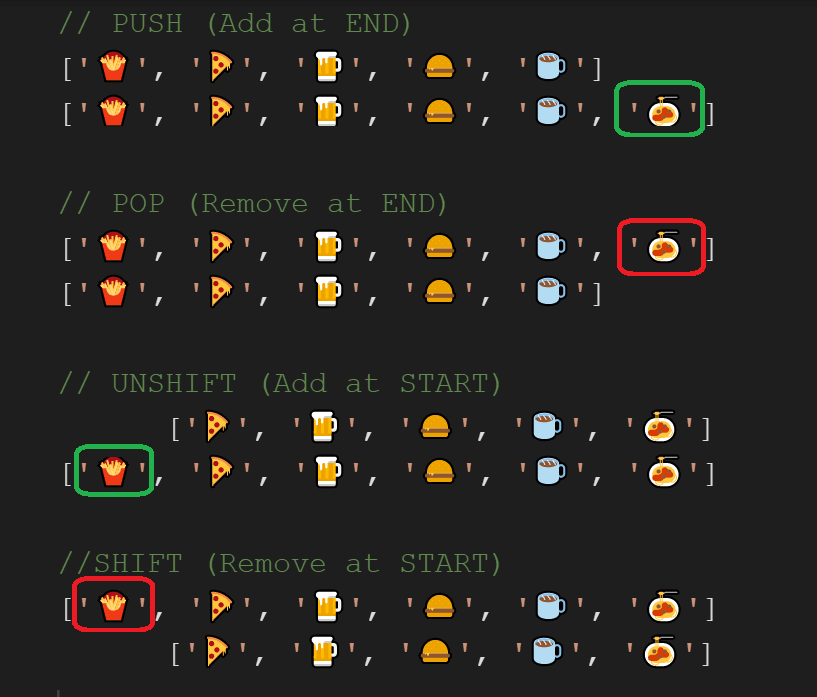 // PUSH (Add at END)
['🍟', '🍕', '🍺', '🍔', '☕']
['🍟', '🍕', '🍺', '🍔', '☕', '🍝']
// POP (Remove at END)
['🍟', '🍕', '🍺', '🍔', '☕', '🍝']
['🍟', '🍕', '🍺', '🍔', '☕']
// UNSHIFT (Add at START)
['🍕', '🍺', '🍔', '☕', '🍝']
['🍟', '🍕', '🍺', '🍔', '☕', '🍝']
//SHIFT (Remove at START)
['🍟', '🍕', '🍺', '🍔', '☕', '🍝']
['🍕', '🍺', '🍔', '☕', '🍝']